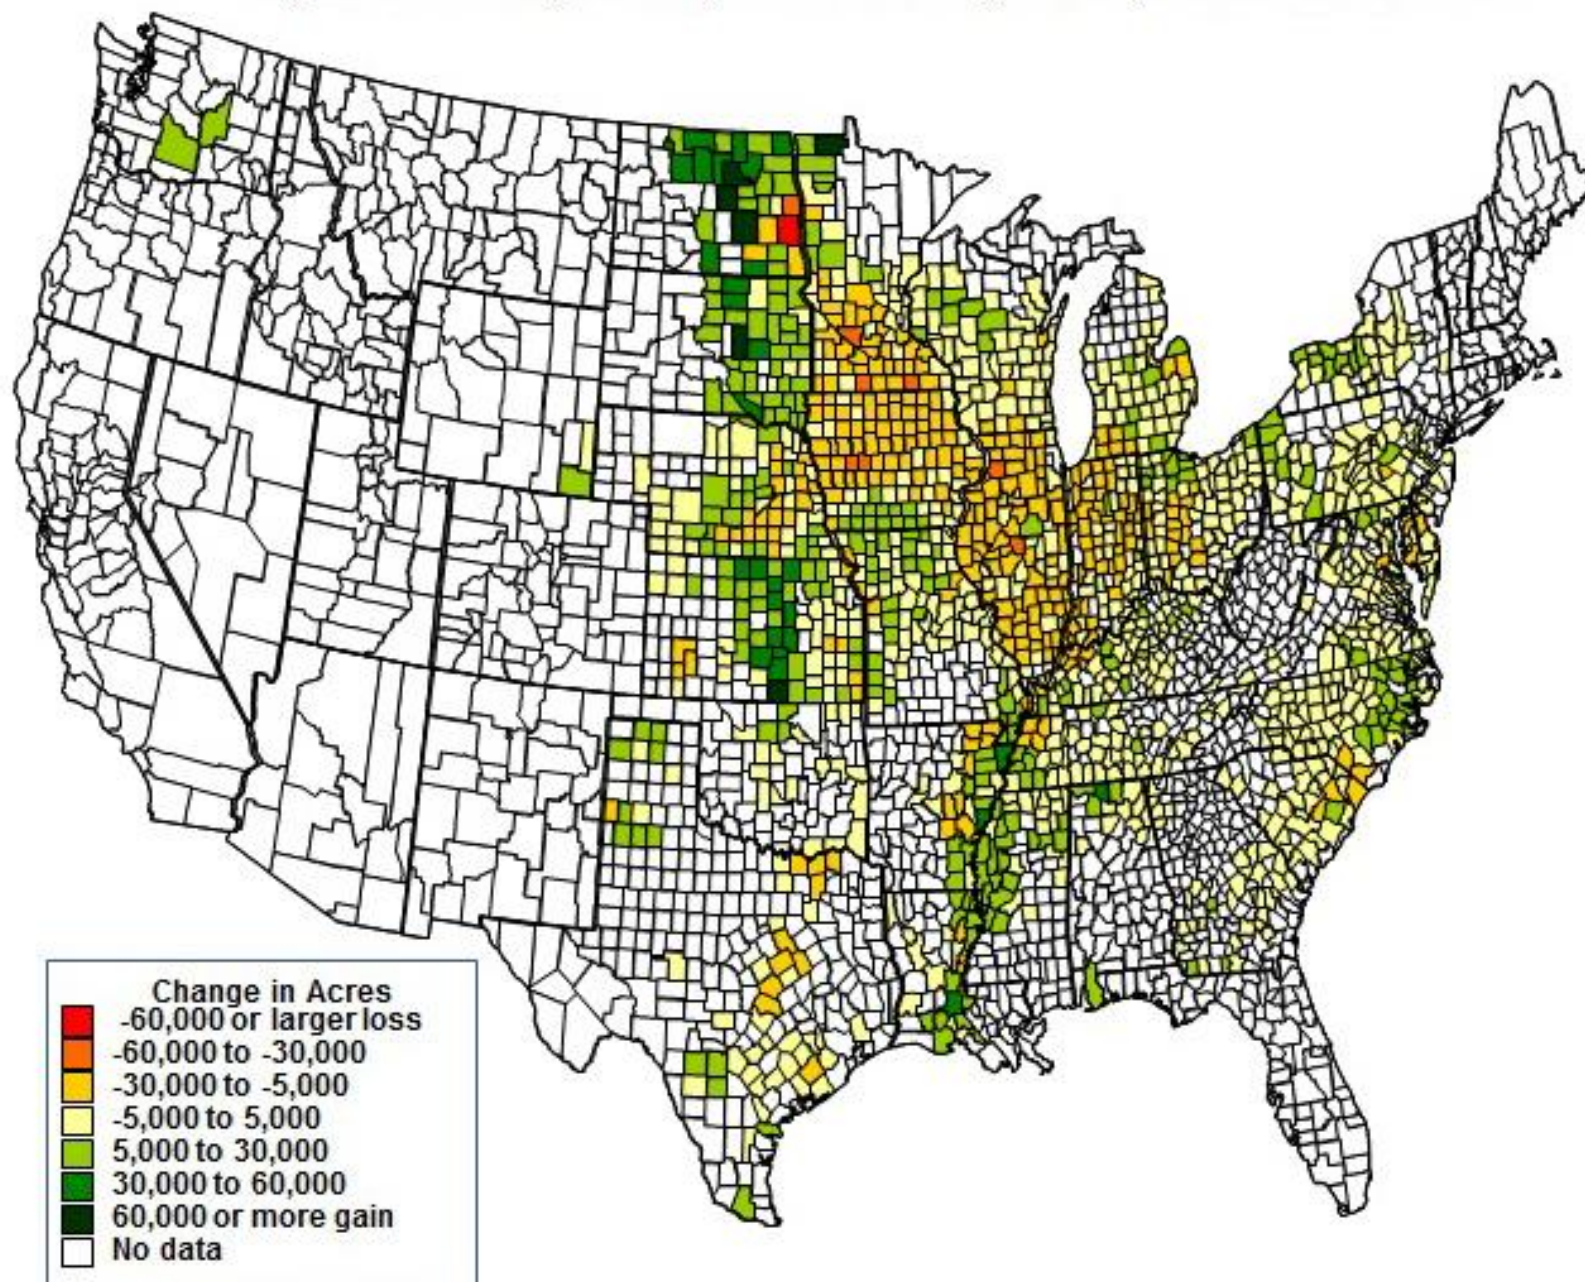 Change in Acres
-60,000 or larger loss
-60,000 to -30,000
-30,000 to -5,000
-5,000 to 5,000
5,000 to 30,000
30,000 to 60,000
60,000 or more gain
No data